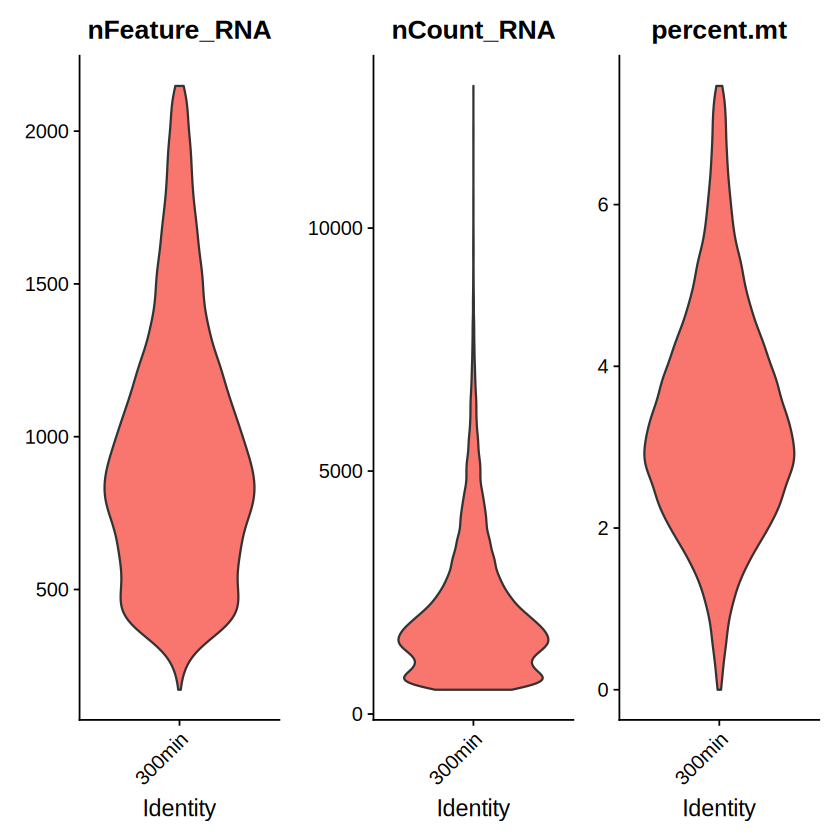 nFeature_RNA
2000
1500
1000
500
300min
Identity
nCount_RNA
10000
5000
0
300min
Identity
percent.mt
6
4
2
0
300min
Identity